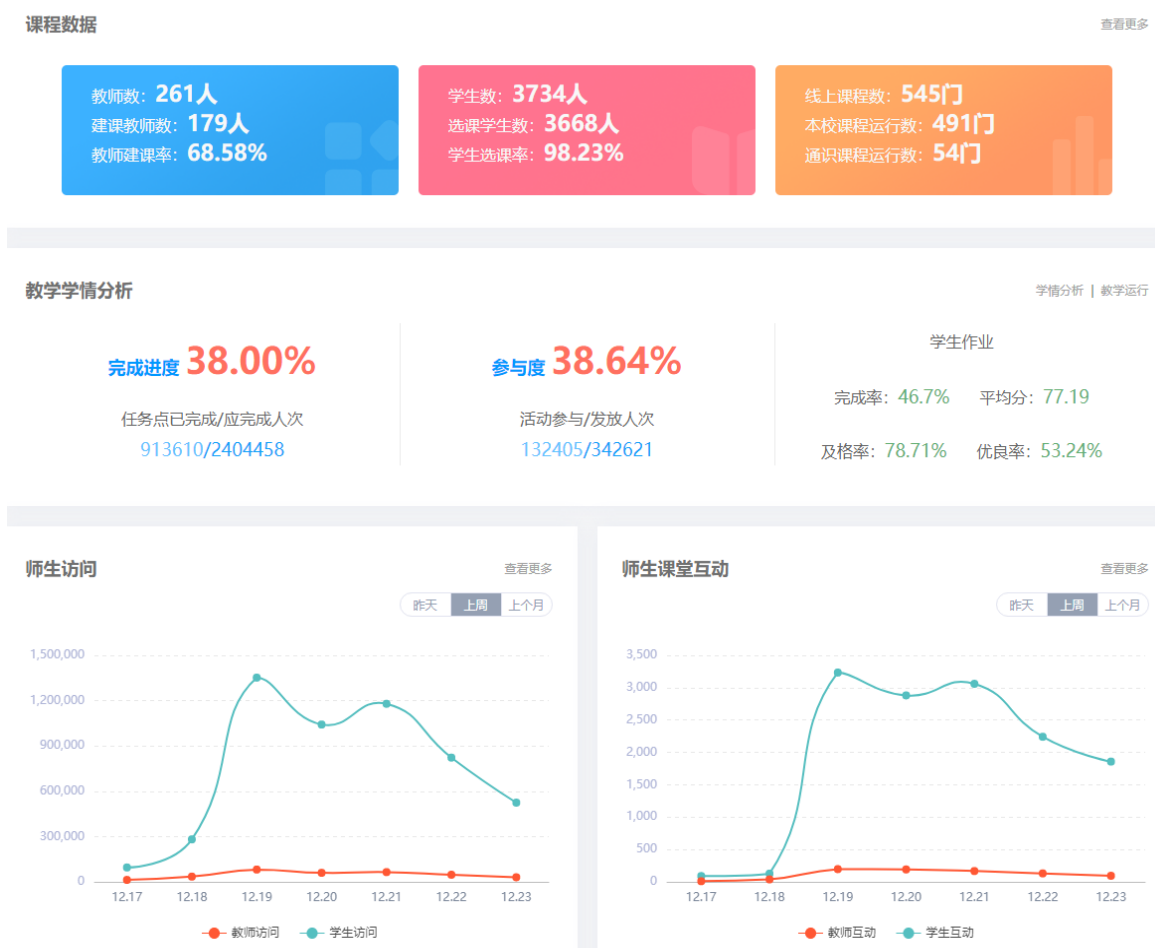 课程数据
查看更多
教师数：261人
建课教师数：179人
教师建课率：68.58%
学生数：3734人
选课学生数：3668人
学生选课率：98.23%
线上课程数：545门
本校课程运行数：491门
通识课程运行数：54门
教学学情分析
学情分析 | 教学运行
完成进度 38.00%
任务点已完成/应完成人次
913610/2404458
参与度 38.64%
活动参与/发放人次
132405/342621
学生作业
完成率：46.7% 平均分：77.19
及格率：78.71% 优良率：53.24%
师生访问
查看更多
昨天 上周 上个月
1,500,000
1,200,000
900,000
600,000
300,000
0
12.17 12.18 12.19 12.20 12.21 12.22 12.23
教师访问 学生访问
师生课堂互动
查看更多
昨天 上周 上个月
3,500
3,000
2,500
2,000
1,500
1,000
500
0
12.17 12.18 12.19 12.20 12.21 12.22 12.23
教师互动 学生互动